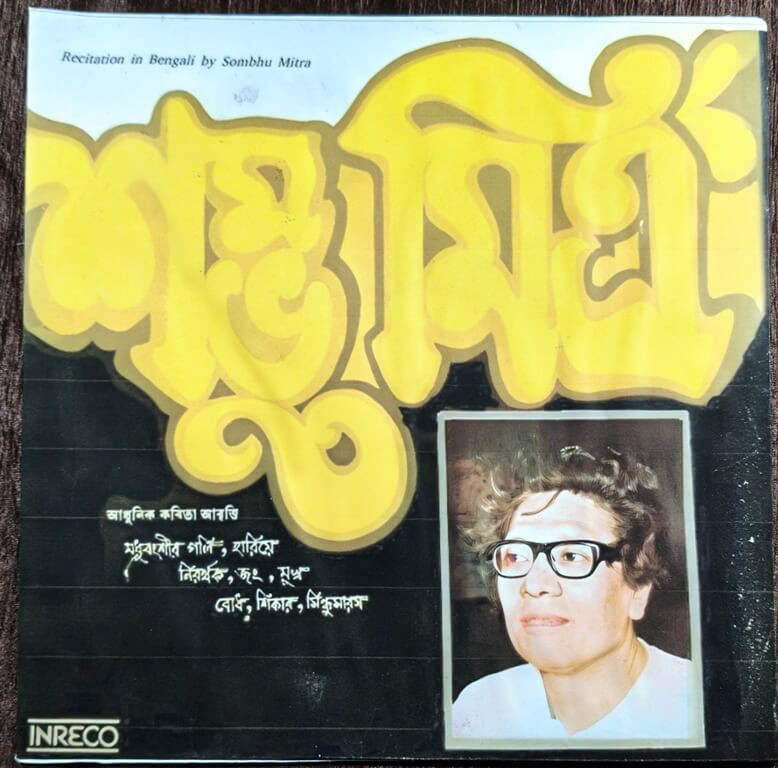 Recitation in Bengali by Sombhu Mitra
শম্ভু মিত্র
আধুনিক কবিতা আবৃত্তি
মধুবংশীর গলি, হারিয়ে
নিরর্থক, জং, মুখ
বোধ, শিকার, সিন্ধুসারস
INRECO